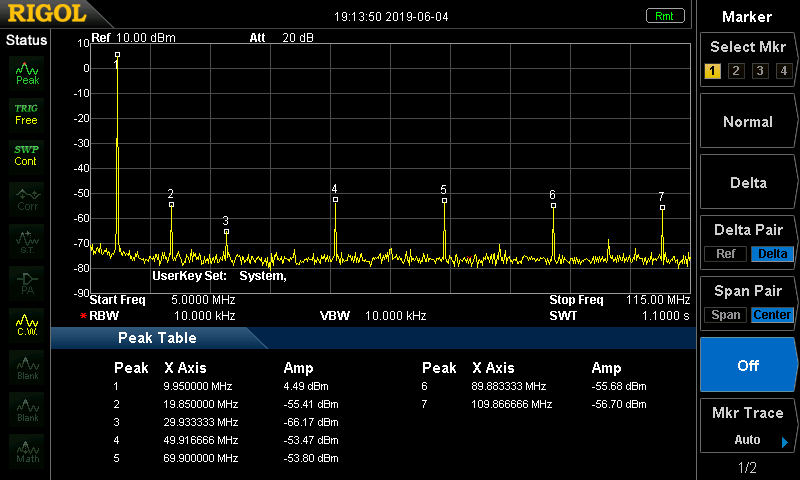 RIGOL
19:13:50 2019-06-04
Rmt
Marker
Status
Ref 10.00 dBm Att 20 dB
Select Mkr
1 2 3 4
Peak
TRIG
Free
SWP
Cont
Corr
S.T.
PA
C.W.
Blank
Blank
Math
10
0
-10
-20
-30
-40
-50
-60
-70
-80
-90
1
2
3
4
5
6
7
UserKey Set: System,
Start Freq 5.0000 MHz Stop Freq 115.00 MHz
*RBW 10.000 kHz VBW 10.000 kHz SWT 1.1000 s
Peak Table
Peak X Axis Amp Peak X Axis Amp
1 9.950000 MHz 4.49 dBm 6 89.883333 MHz -55.68 dBm
2 19.850000 MHz -55.41 dBm 7 109.866666 MHz -56.70 dBm
3 29.933333 MHz -66.17 dBm
4 49.916666 MHz -53.47 dBm
5 69.900000 MHz -53.80 dBm
Normal
Delta
Delta Pair
Ref Delta
Span Pair
Span Center
Off
Mkr Trace
Auto
1/2